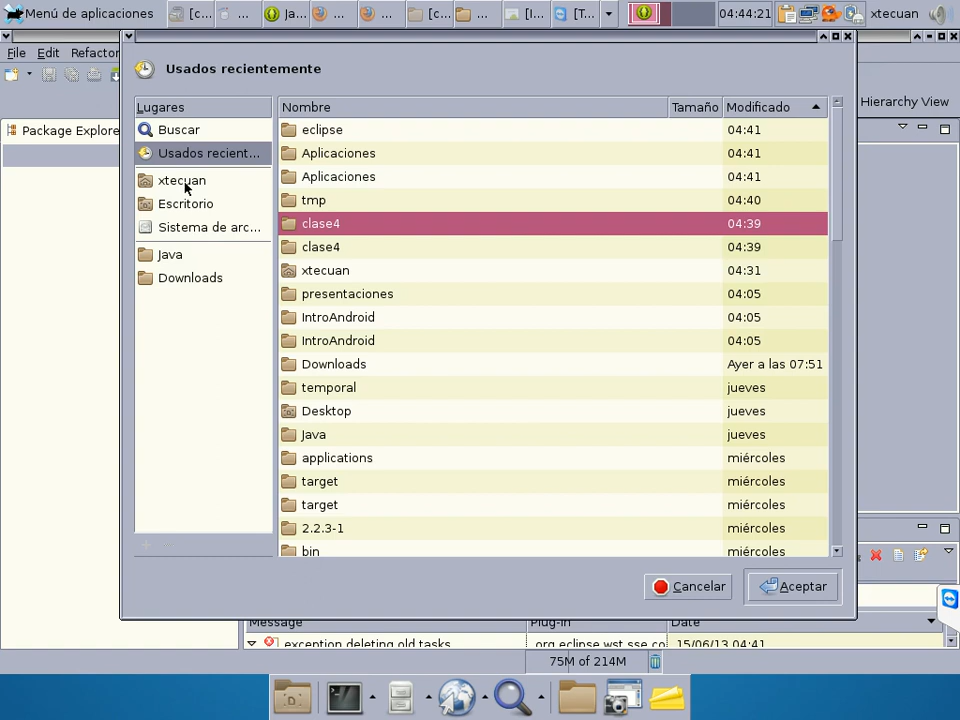 Menú de aplicaciones [c... ... Ja... ... ... [c... ... [I... [T... 04:44:21 xtecuan
File Edit Refactor
Usados recientemente
Hierarchy View
Package Explore
Lugares
Buscar
Usados recient...
xtecuan
Escritorio
Sistema de arc...
Java
Downloads
Nombre Tamaño Modificado
eclipse 04:41
Aplicaciones 04:41
Aplicaciones 04:41
tmp 04:40
clase4 04:39
clase4 04:39
xtecuan 04:31
presentaciones 04:05
IntroAndroid 04:05
IntroAndroid 04:05
Downloads Ayer a las 07:51
temporal jueves
Desktop jueves
Java jueves
applications miércoles
target miércoles
target miércoles
2.2.3-1 miércoles
bin miércoles
Cancelar Aceptar
Message Plug-in Date
exception deleting old tasks org.eclipse.wst.sse.co 15/06/13 04:41
75M of 214M